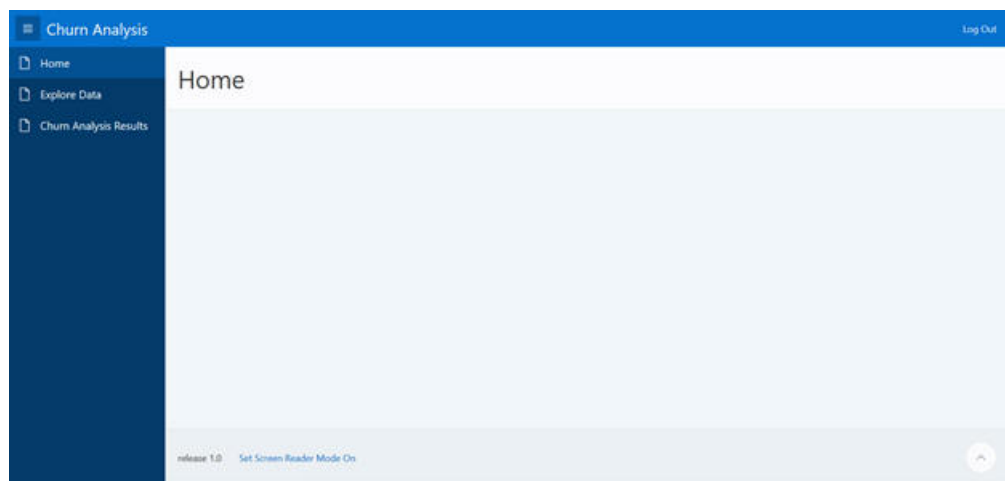 Churn Analysis
Log Out
Home
Explore Data
Churn Analysis Results
Home
release 1.0 Set Screen Reader Mode On